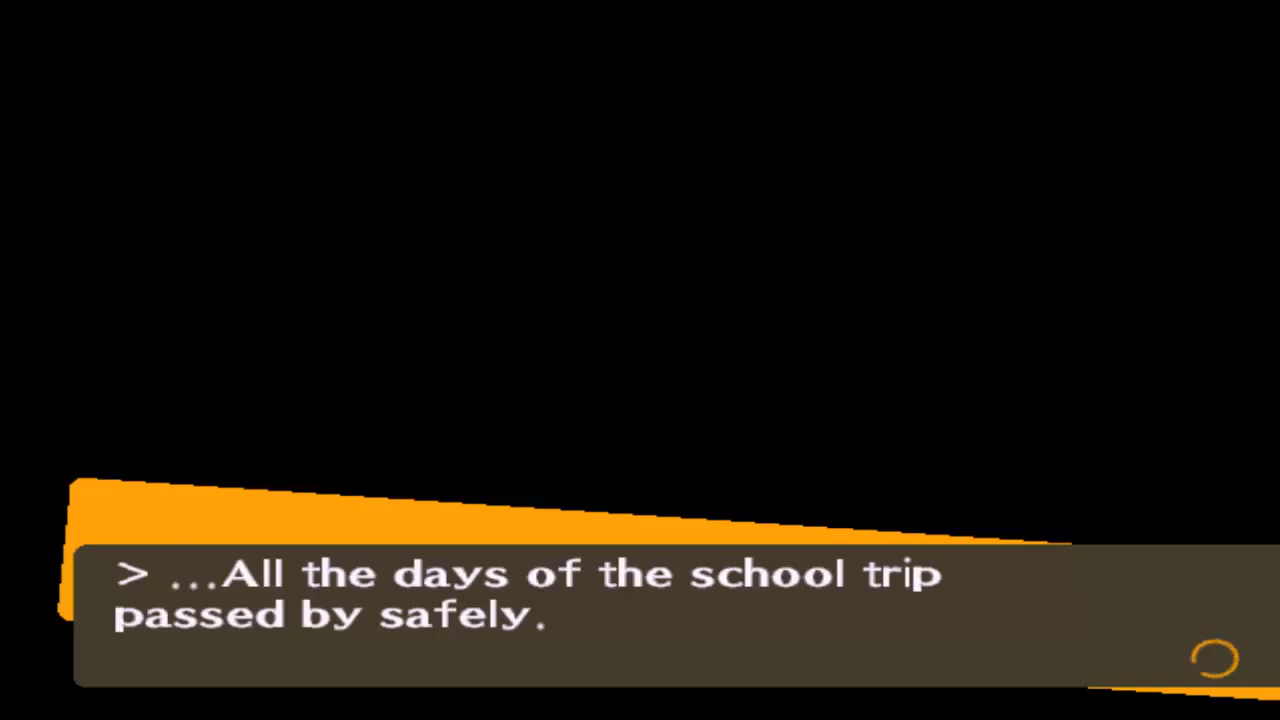 > ...All the days of the school trip
passed by safely.